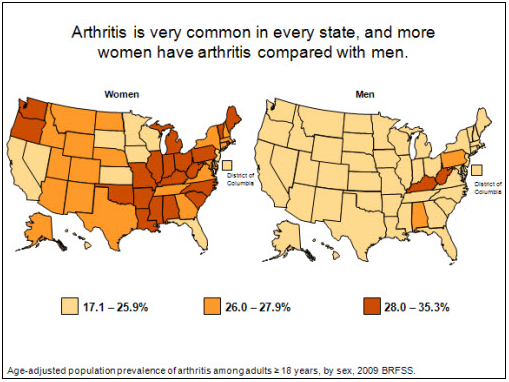 Arthritis is very common in every state, and more
women have arthritis compared with men.
Women
Men
District of
Columbia
District of
Columbia
17.1 – 25.9%
26.0 – 27.9%
28.0 – 35.3%
Age-adjusted population prevalence of arthritis among adults ≥ 18 years, by sex, 2009 BRFSS.